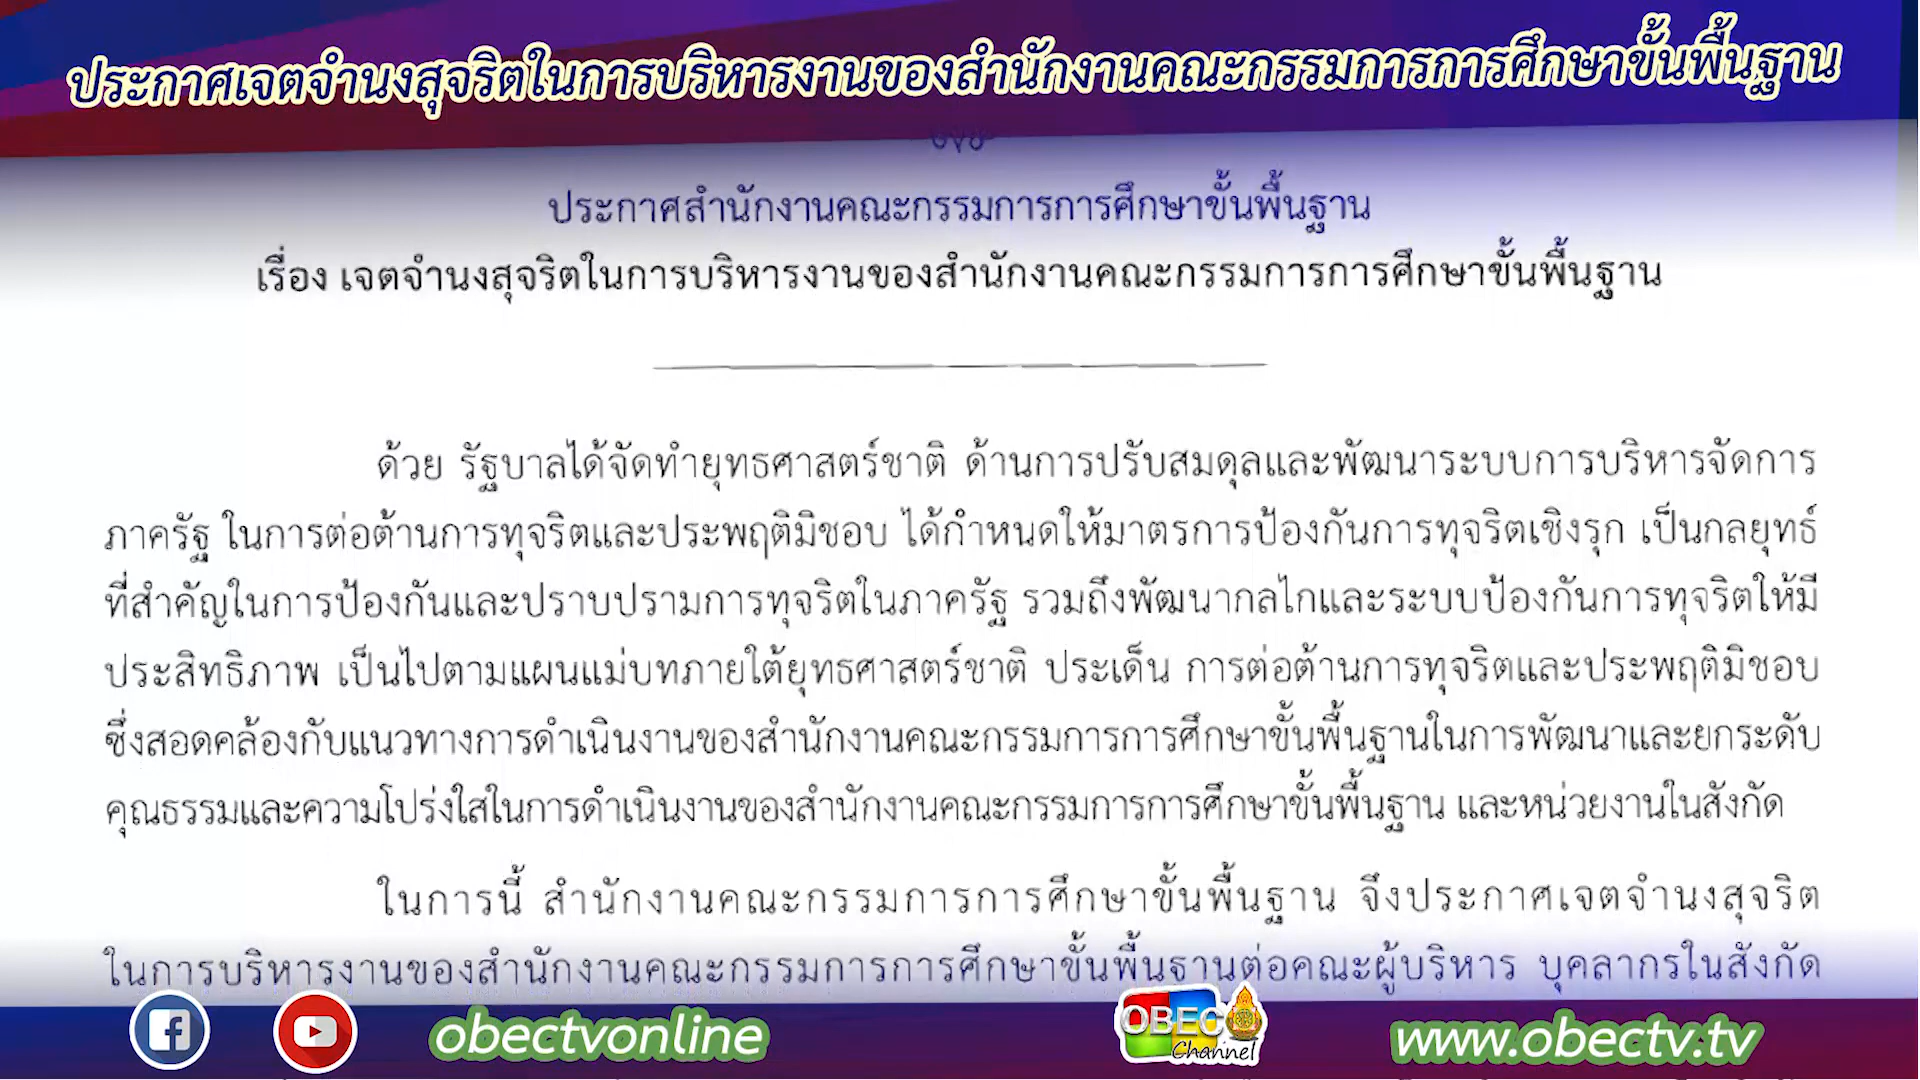 ประกาศเจตจำนงสุจริตในการบริหารงานของสำนักงานคณะกรรมการการศึกษาขั้นพื้นฐาน
ประกาศสำนักงานคณะกรรมการการศึกษาขั้นพื้นฐาน
เรื่อง เจตจำนงสุจริตในการบริหารงานของสำนักงานคณะกรรมการการศึกษาขั้นพื้นฐาน
ด้วย รัฐบาลได้จัดทำยุทธศาสตร์ชาติ ด้านการปรับสมดุลและพัฒนาระบบการบริหารจัดการ
ภาครัฐ ในการต่อต้านการทุจริตและประพฤติมิชอบ ได้กำหนดให้มาตรการป้องกันการทุจริตเชิงรุก เป็นกลยุทธ์
ที่สำคัญในการป้องกันและปราบปรามการทุจริตในภาครัฐ รวมถึงพัฒนากลไกและระบบป้องกันการทุจริตให้มี
ประสิทธิภาพ เป็นไปตามแผนแม่บทภายใต้ยุทธศาสตร์ชาติ ประเด็น การต่อต้านการทุจริตและประพฤติมิชอบ
ซึ่งสอดคล้องกับแนวทางการดำเนินงานของสำนักงานคณะกรรมการการศึกษาขั้นพื้นฐานในการพัฒนาและยกระดับ
คุณธรรมและความโปร่งใสในการดำเนินงานของสำนักงานคณะกรรมการการศึกษาขั้นพื้นฐาน และหน่วยงานในสังกัด
ในการนี้ สำนักงานคณะกรรมการการศึกษาขั้นพื้นฐาน จึงประกาศเจตจำนงสุจริต
ในการบริหารงานของสำนักงานคณะกรรมการการศึกษาขั้นพื้นฐานต่อคณะผู้บริหาร บุคลากรในสังกัด
obectvonline
OBEC
Channel
www.obectv.tv